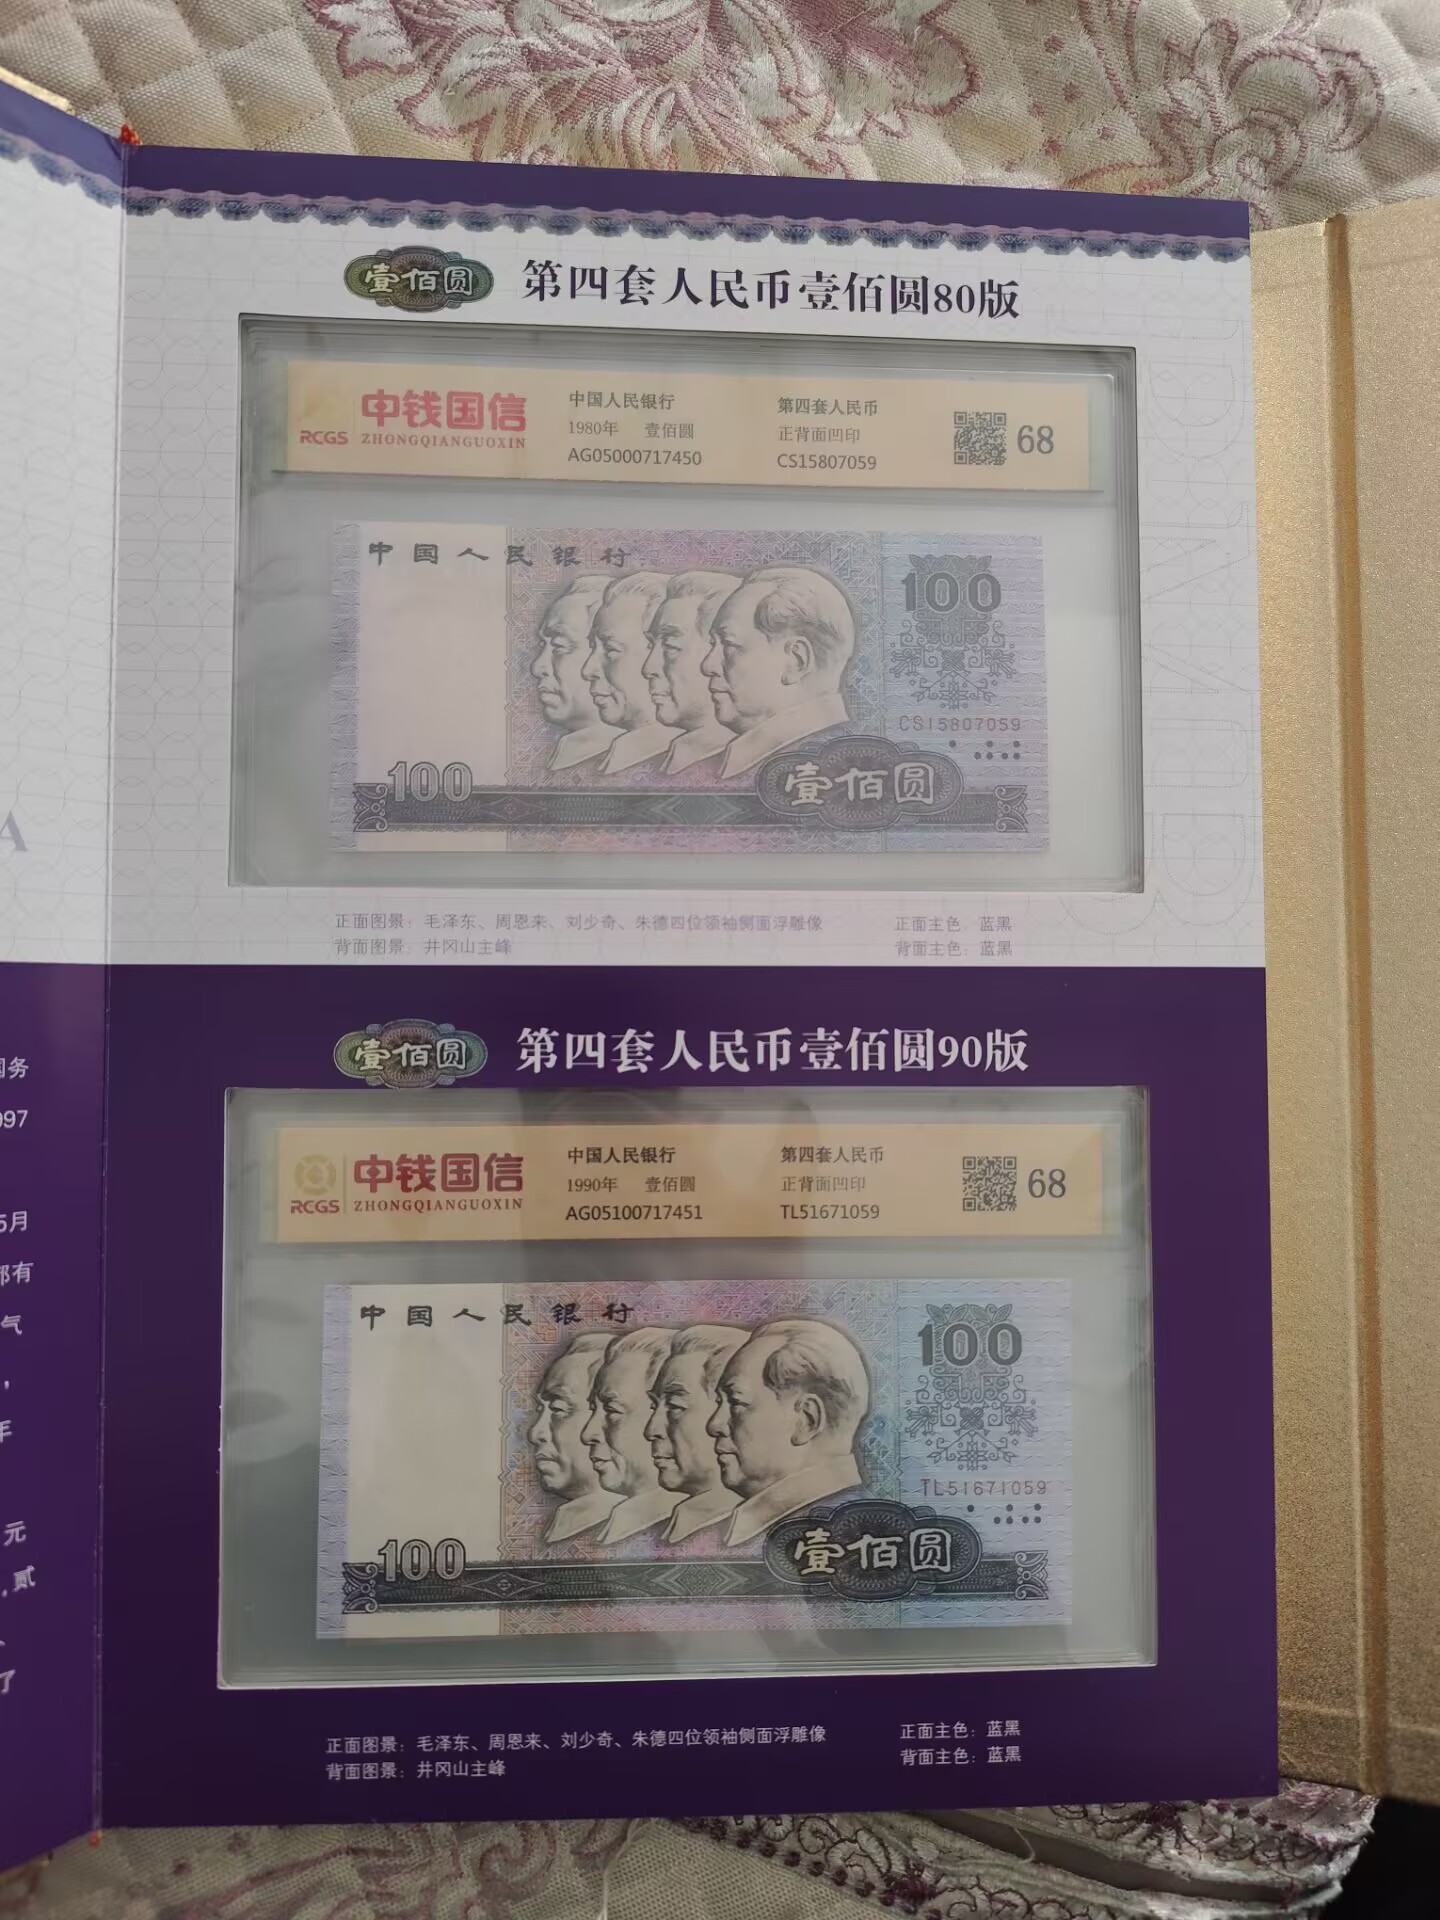 壹佰圆
第四套人民币壹佰圆80版
RCGS
中钱国信
ZHONGQIANGUOXIN
中国人民银行
1980年 壹佰圆
AG05000717450
第四套人民币
正背面凹印
CS15807059
68
中国人民银行
100
CS15807059
100
壹佰圆
正面图景：毛泽东、周恩来、刘少奇、朱德四位领袖侧面浮雕像
背面图景：井冈山主峰
正面主色：蓝黑
背面主色：蓝黑
A
壹佰圆
第四套人民币壹佰圆90版
RCGS
中钱国信
ZHONGQIANGUOXIN
中国人民银行
1990年 壹佰圆
AG05100717451
第四套人民币
正背面凹印
TL51671059
68
中国人民银行
100
TL51671059
100
壹佰圆
正面图景：毛泽东、周恩来、刘少奇、朱德四位领袖侧面浮雕像
背面图景：井冈山主峰
正面主色：蓝黑
背面主色：蓝黑
务
997
5月
都有
气
，
年
元
，贰
了